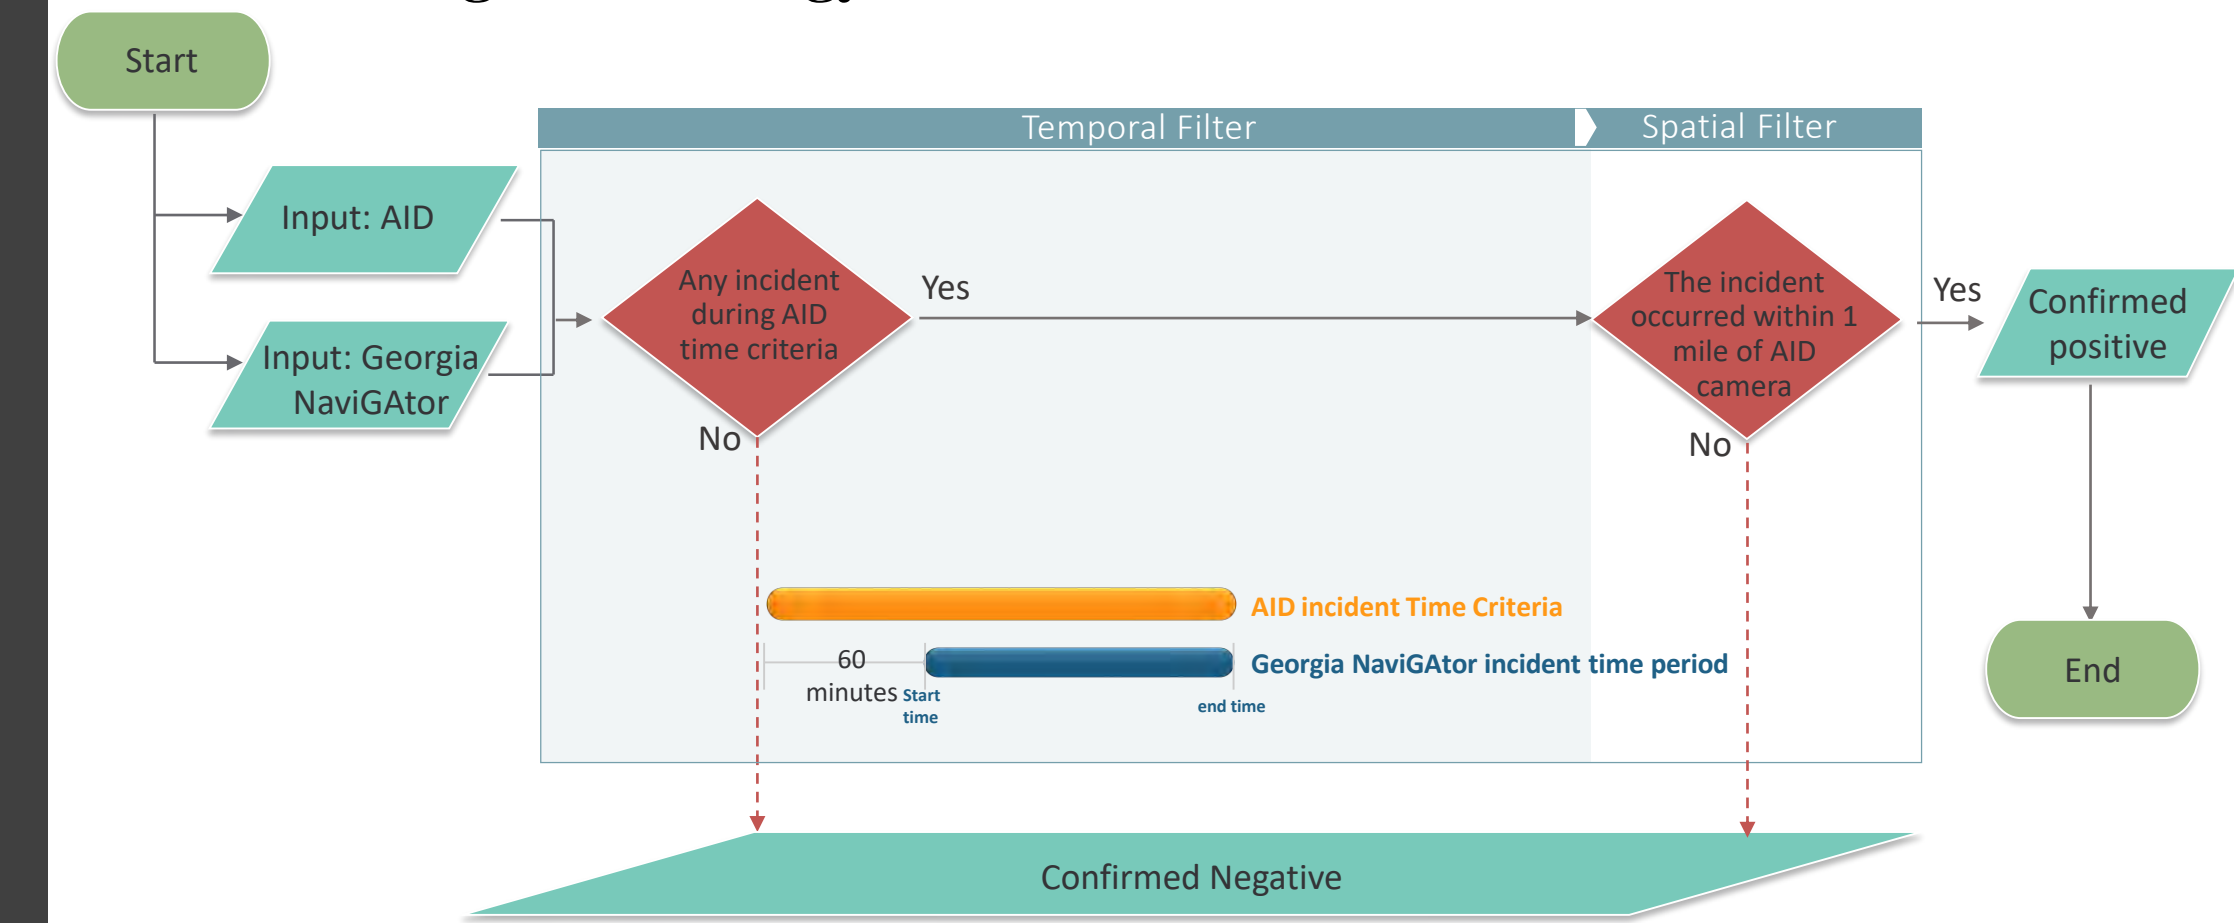 Start
Temporal Filter
Spatial Filter
Input: AID
Input: Georgia
NaviGAtor
Any incident
during AID
time criteria
Yes
No
The incident
occurred within 1
mile of AID
camera
Yes
No
Confirmed
positive
AID incident Time Criteria
60
minutes
Start
time
Georgia NaviGAtor incident time period
end time
End
Confirmed Negative